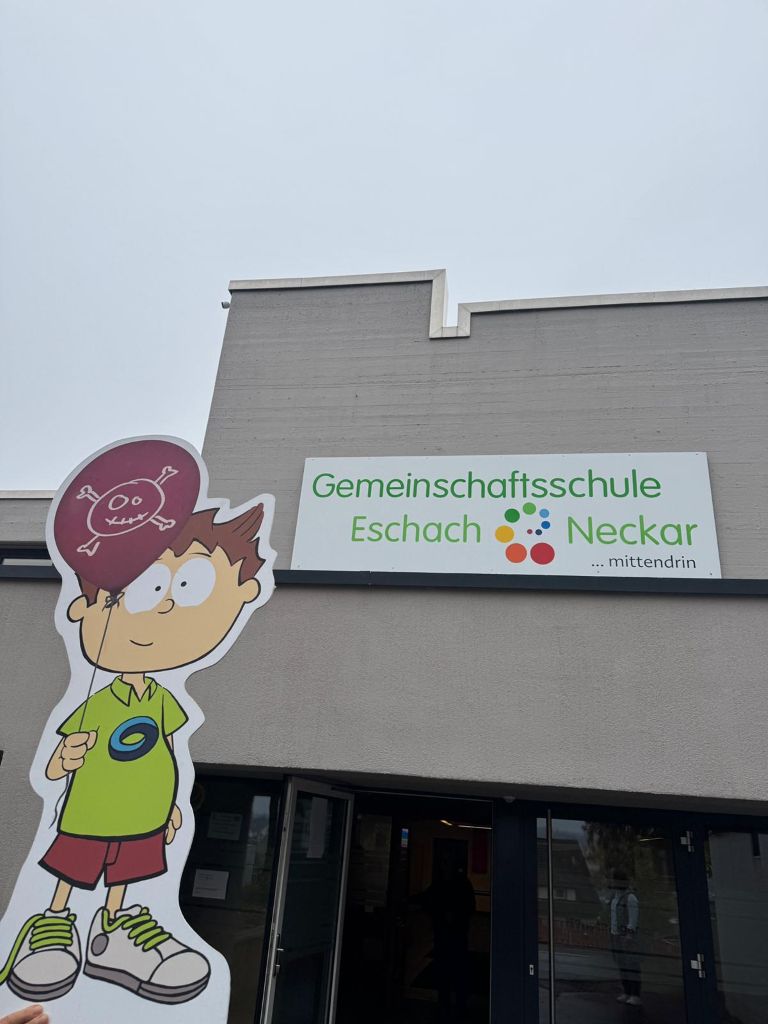 Gemeinschaftsschule
Eschach Neckar
... mittendrin